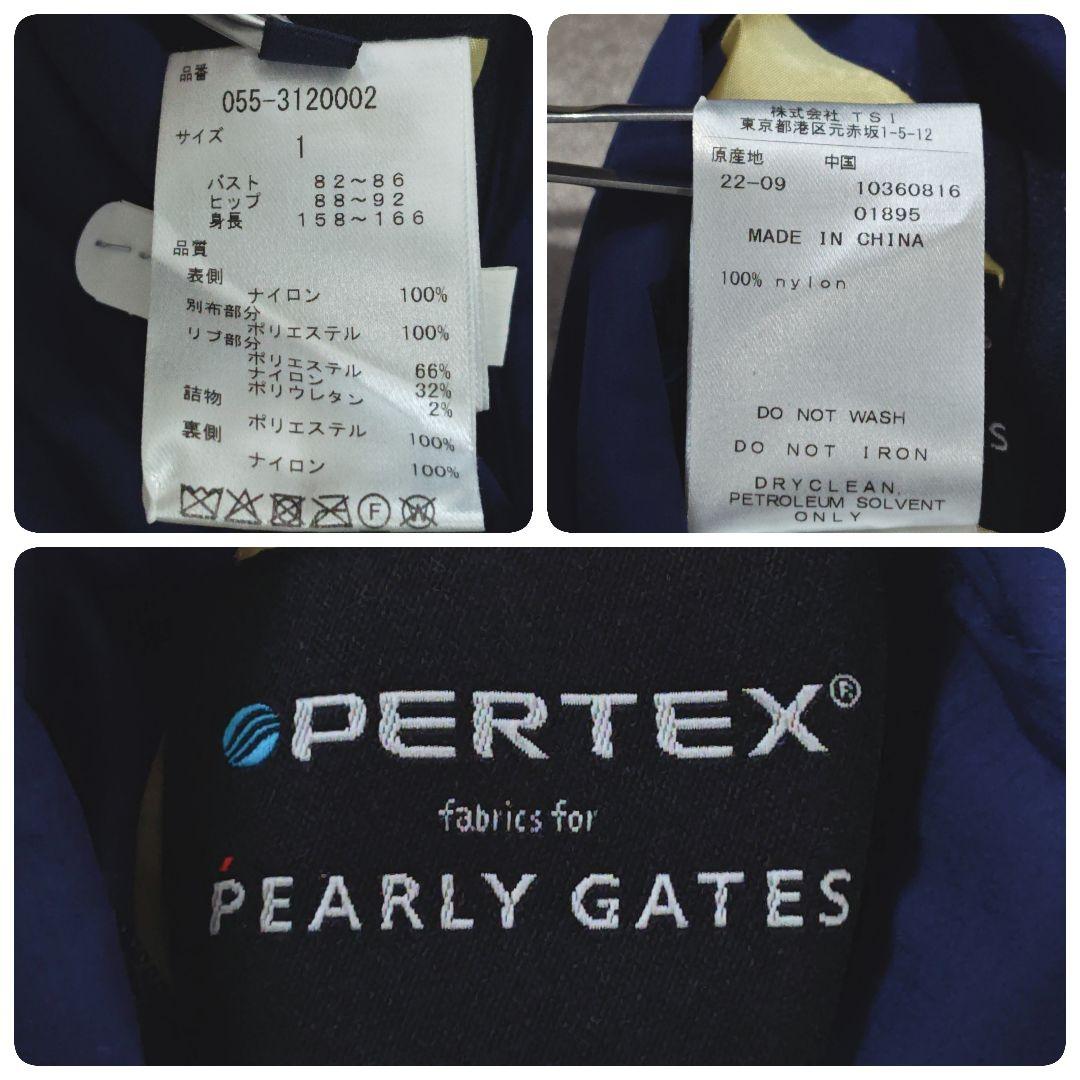 品番
055-3120002
サイズ
1
バスト 82～86
ヒップ 88～92
身長 158～166
品質
表側
ナイロン 100%
別布部分
ポリエステル 100%
リブ部分
ポリエステル 66%
ナイロン 32%
ポリウレタン 2%
詰物
ポリエステル 100%
裏側
ナイロン 100%
F
W
株式会社 TSI
東京都港区元赤坂1-5-12
原産地 中国
22-09 10360816
01895
MADE IN CHINA
100% nylon
DO NOT WASH
DO NOT IRON
DRYCLEAN,
PETROLEUM SOLVENT
ONLY
S
PERTEX®
fabrics for
PEARLY GATES